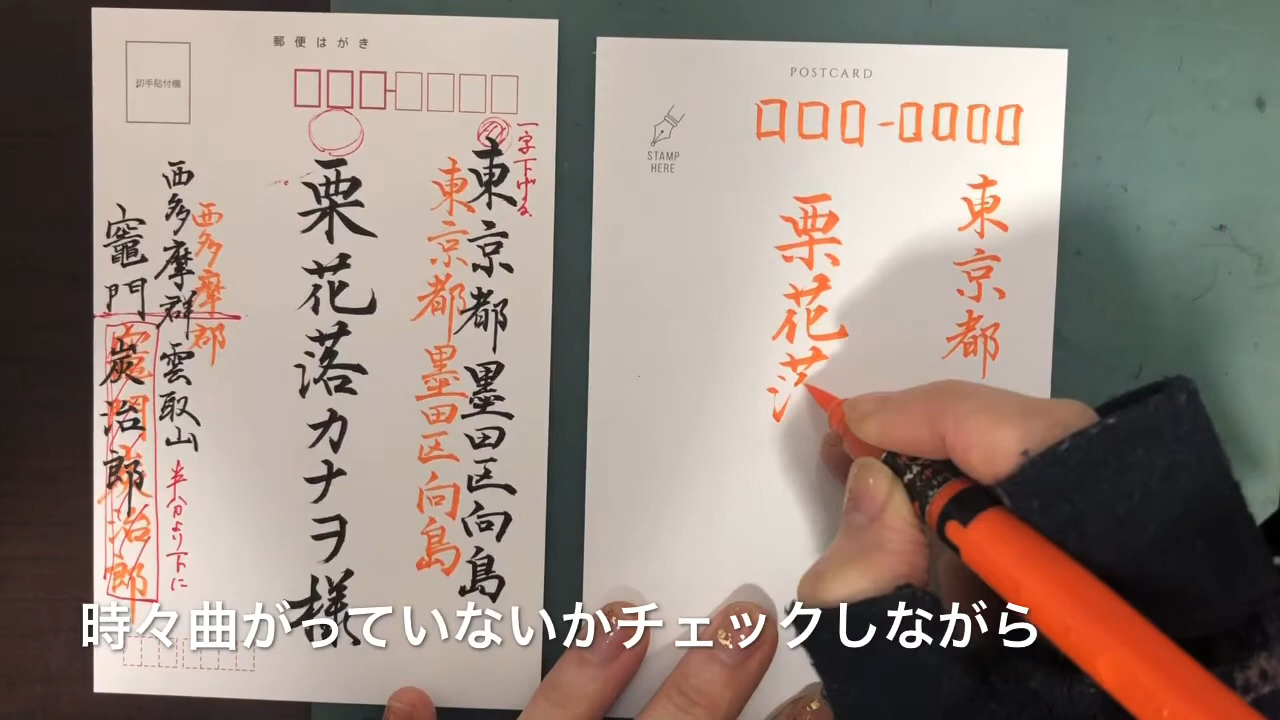 郵便はがき
切手貼付欄
一字下げる
東京都墨田区向島
東京都墨田区向島
栗花落カナヲ様
西多摩郡
西多摩群雲取山
半分より下に
竈門炭治郎
竈門炭治郎
POSTCARD
STAMP
HERE
東京都
栗花落
時々曲がっていないかチェックしながら